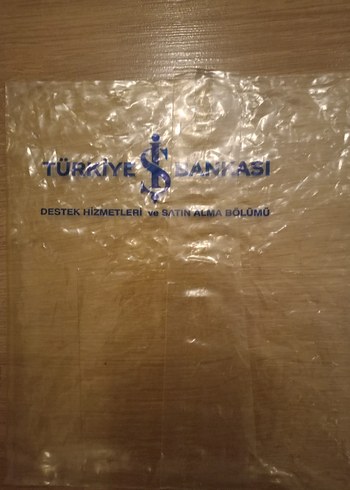 TÜRKİYE İŞ BANKASI
DESTEK HİZMETLERİ ve SATIN ALMA BÖLÜMÜ